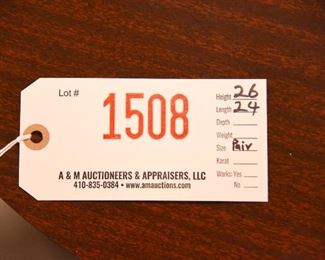 Lot #
1508
Height 26
Length 24
Depth
Weight
Size Pair
Karat
Works: Yes
No
A & M AUCTIONEERS & APPRAISERS, LLC
410-835-0384 • www.amauctions.com